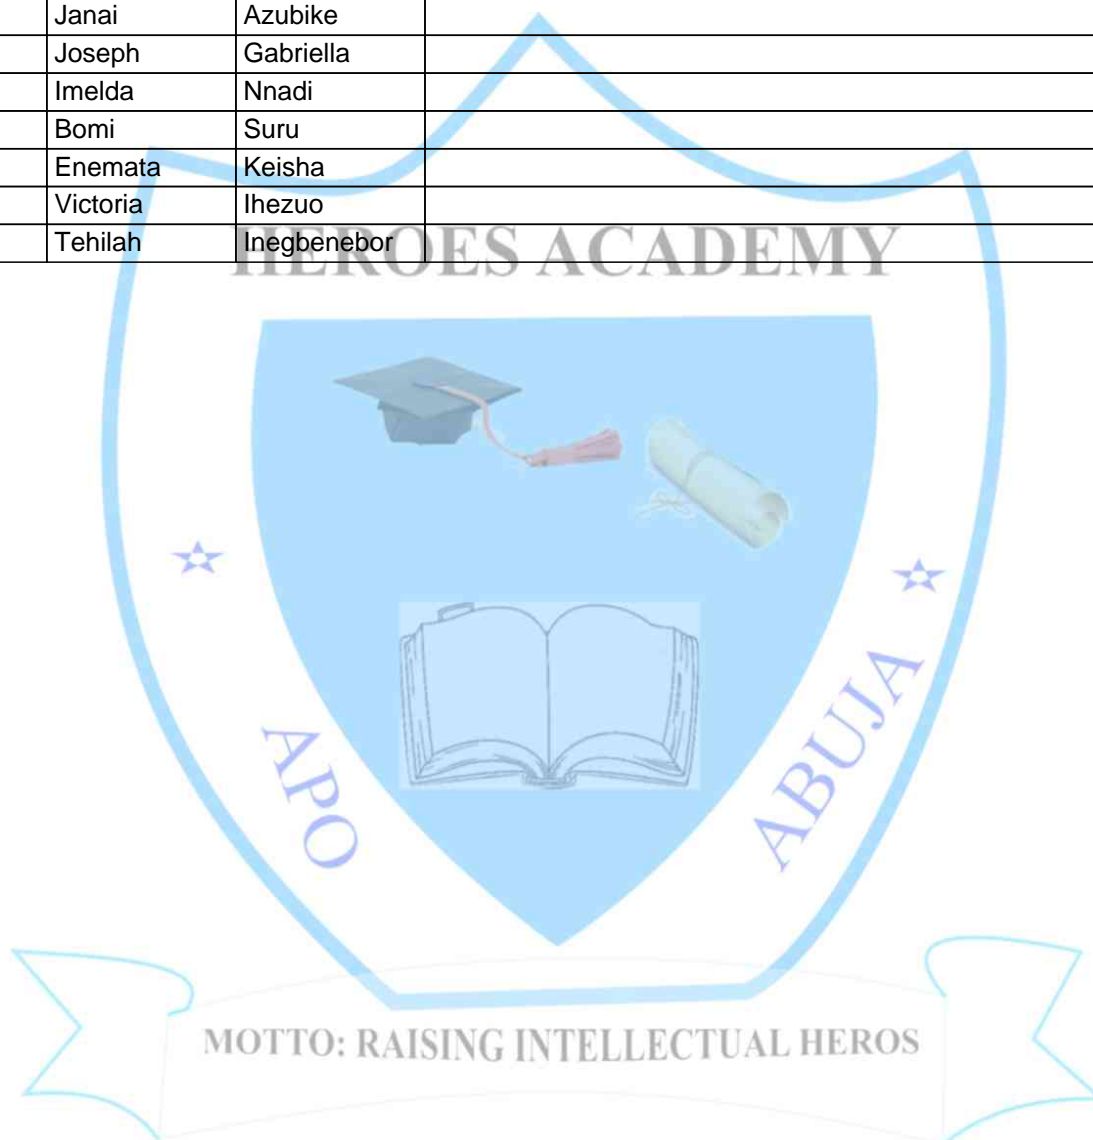 Janai Azubike
Joseph Gabriella
Imelda Nnadi
Bomi Suru
Enemata Keisha
Victoria Ihezuo
Tehilah Inegbenebor
HEROES ACADEMY
APO
ABUJA
MOTTO: RAISING INTELLECTUAL HEROS